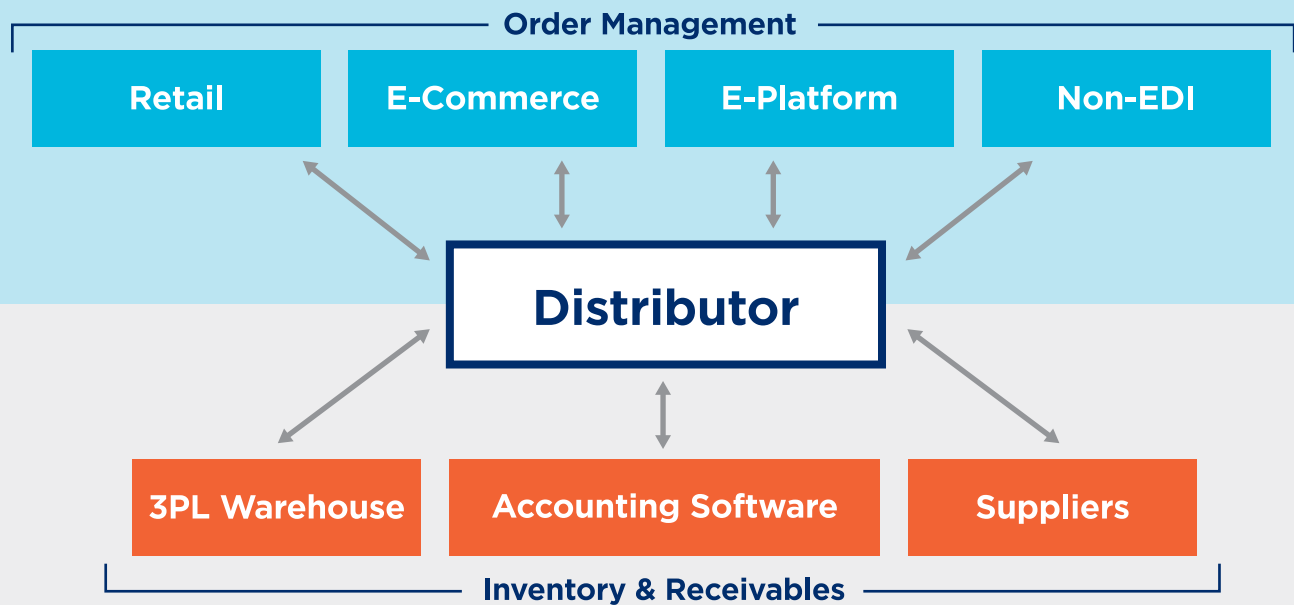 Order Management
Retail
E-Commerce
E-Platform
Non-EDI
Distributor
3PL Warehouse
Accounting Software
Suppliers
Inventory & Receivables